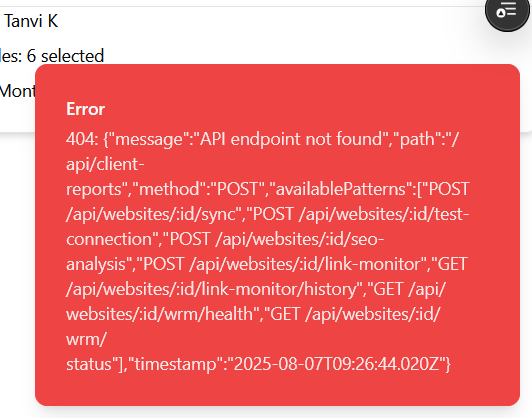 Tanvi K
les: 6 selected
Mont
Error
404: {"message":"API endpoint not found","path":"/
api/client-
reports","method":"POST","availablePatterns":["POST
/api/websites/:id/sync","POST /api/websites/:id/test-
connection","POST /api/websites/:id/seo-
analysis","POST /api/websites/:id/link-monitor","GET
/api/websites/:id/link-monitor/history","GET /api/
websites/:id/wrm/health","GET /api/websites/:id/
wrm/
status"],"timestamp":"2025-08-07T09:26:44.020Z"}